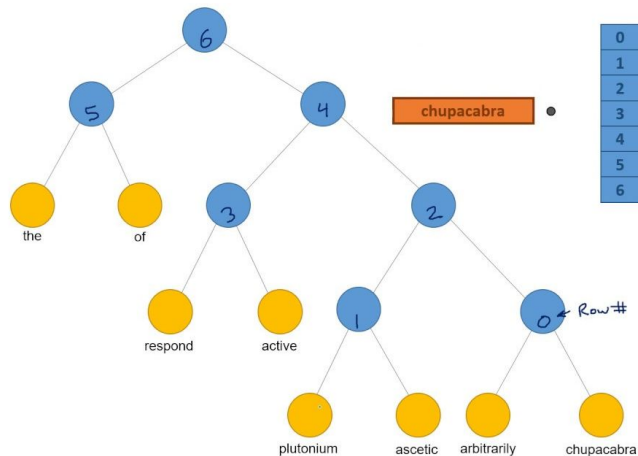 6
0
1
5
4
chupacabra
2
3
4
5
3
2
6
the
of
1
0
Row #
respond
active
plutonium
ascetic
arbitrarily
chupacabra